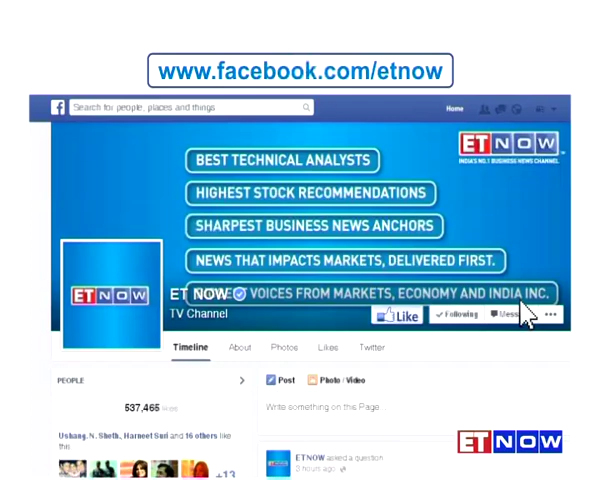 www.facebook.com/etnow
Search for people, places and things
Home
ET NOW
INDIA'S NO.1 BUSINESS NEWS CHANNEL
BEST TECHNICAL ANALYSTS
HIGHEST STOCK RECOMMENDATIONS
SHARPEST BUSINESS NEWS ANCHORS
NEWS THAT IMPACTS MARKETS, DELIVERED FIRST.
VOICES FROM MARKETS, ECONOMY AND INDIA INC.
ET NOW
ET NOW
TV Channel
Like
Following
Timeline
About
Photos
Likes
Twitter
PEOPLE
537,465 likes
Ushang. N. Sheth, Harneet Suri and 16 others like
this
+13
Post
Photo / Video
Write something on this Page...
ET NOW
ETNOW asked a question
2 hours ago